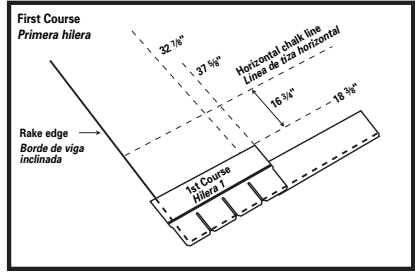 First Course
Primera hilera
32 7/8"
37 5/8"
Horizontal chalk line
Línea de tiza horizontal
16 3/4"
18 3/8"
Rake edge
Borde de viga
inclinada
1st Course
Hilera 1